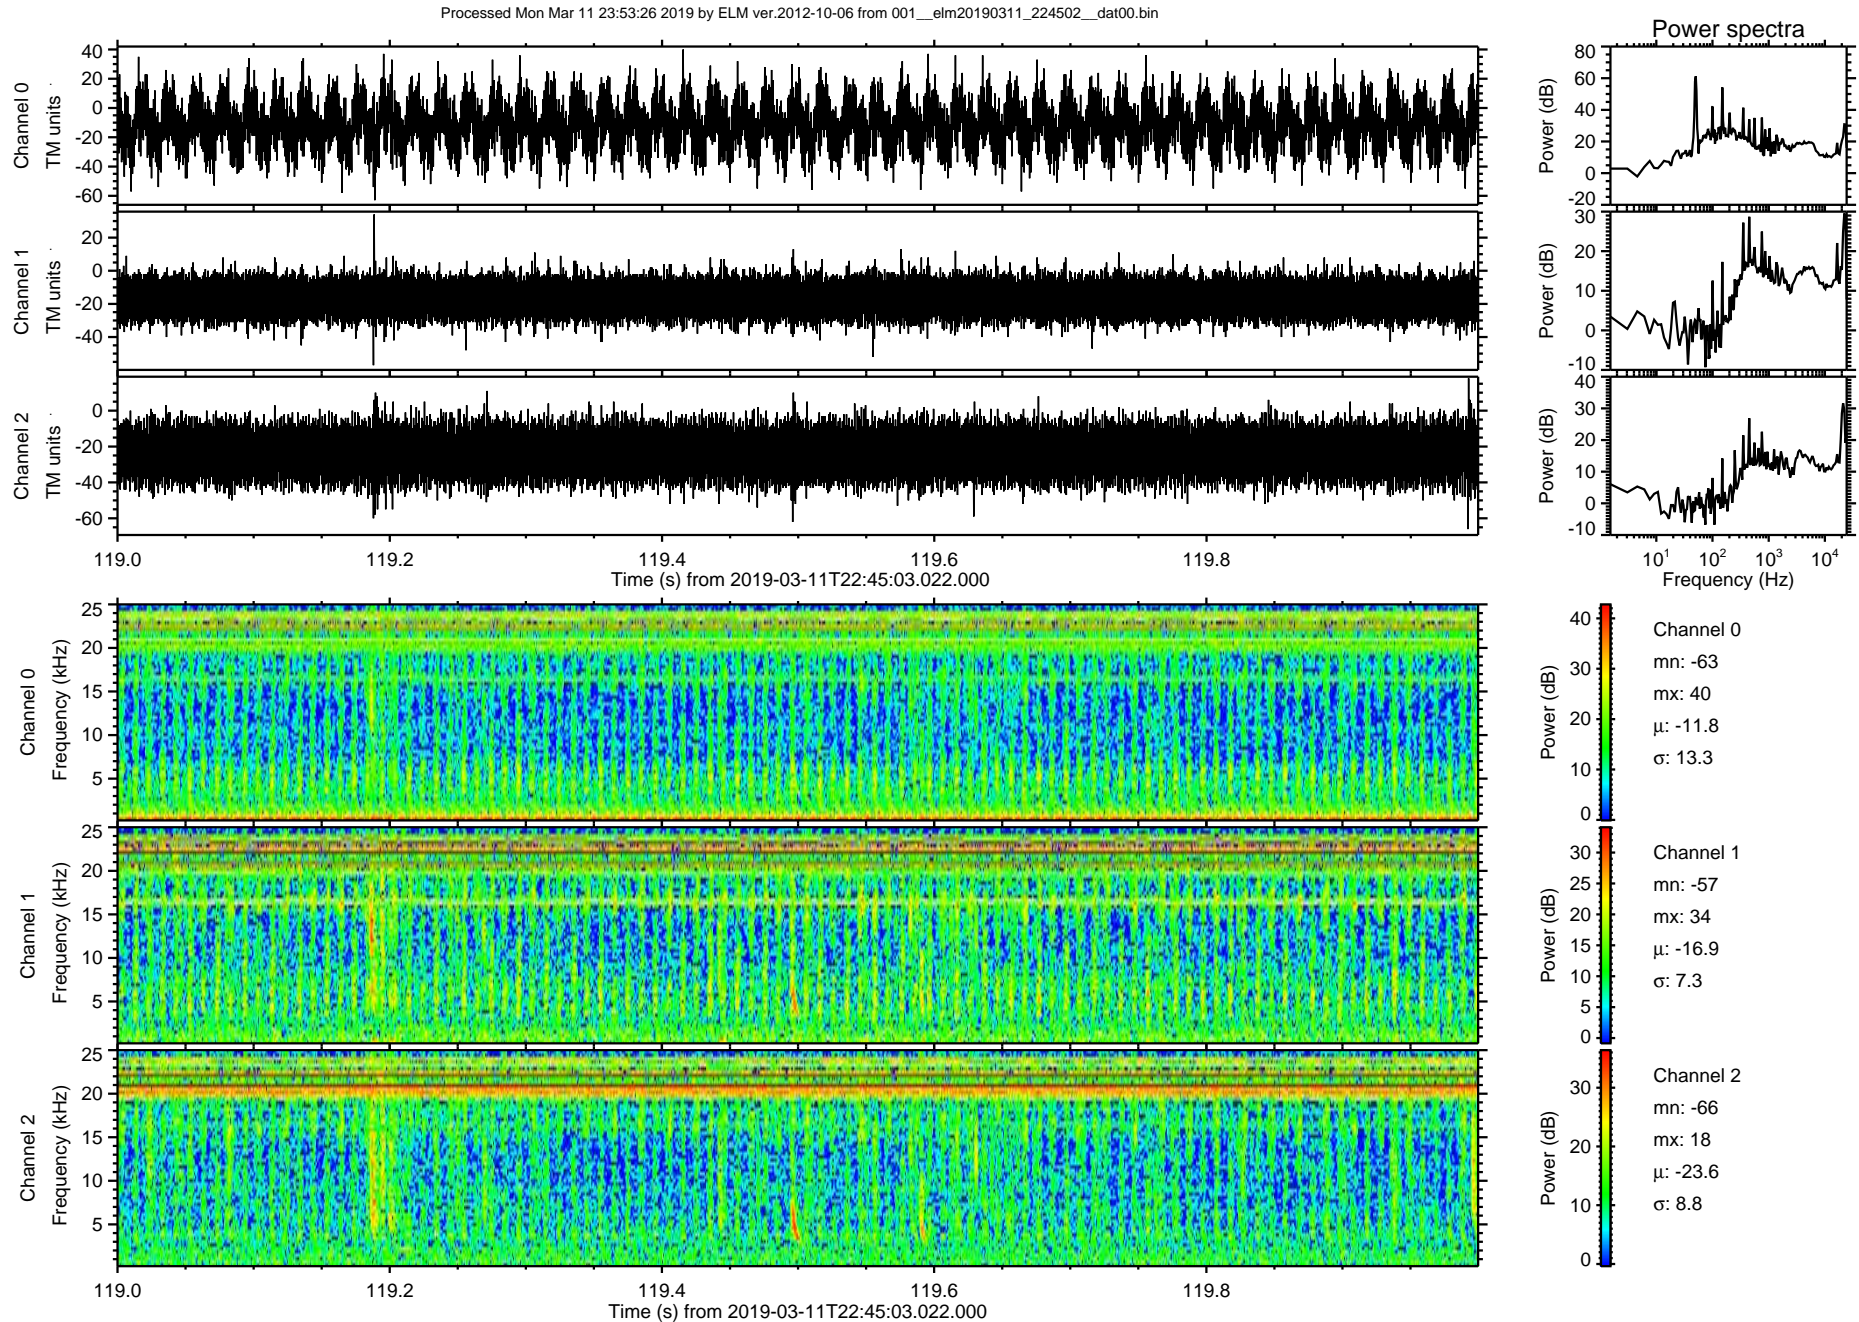 Processed Mon Mar 11 23:53:26 2019 by ELM ver.2012-10-06 from 001__elm20190311_224502__dat00.bin
Power spectra
Channel 0
TM units
40
20
0
-20
-40
-60
Power (dB)
80
60
40
20
0
-20
Channel 1
TM units
20
0
-20
-40
Power (dB)
30
20
10
0
-10
Channel 2
TM units
0
-20
-40
-60
Power (dB)
40
30
20
10
0
-10
119.0 119.2 119.4 119.6 119.8
Time (s) from 2019-03-11T22:45:03.022.000
10^1 10^2 10^3 10^4
Frequency (Hz)
Channel 0
Frequency (kHz)
25
20
15
10
5
Power (dB)
40
30
20
10
0
Channel 0
mn: -63
mx: 40
μ: -11.8
σ: 13.3
Channel 1
Frequency (kHz)
25
20
15
10
5
Power (dB)
30
25
20
15
10
5
0
Channel 1
mn: -57
mx: 34
μ: -16.9
σ: 7.3
Channel 2
Frequency (kHz)
25
20
15
10
5
Power (dB)
30
20
10
0
Channel 2
mn: -66
mx: 18
μ: -23.6
σ: 8.8
119.0 119.2 119.4 119.6 119.8
Time (s) from 2019-03-11T22:45:03.022.000